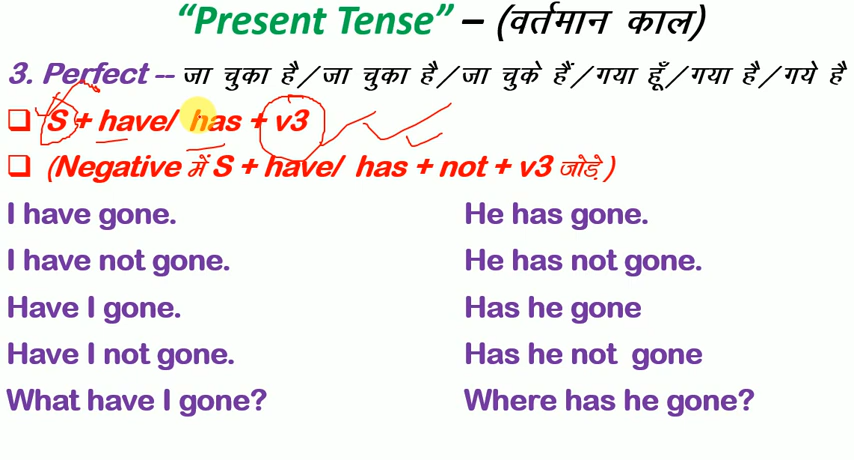 “Present Tense” – (वर्तमान काल)
3. Perfect -- जा चुका है/जा चुका है/जा चुके हैं/गया हूँ/गया है/गये है
S + have/ has + v3
(Negative में S + have/ has + not + v3 जोड़े)
I have gone.
He has gone.
I have not gone.
He has not gone.
Have I gone.
Has he gone
Have I not gone.
Has he not gone
What have I gone?
Where has he gone?